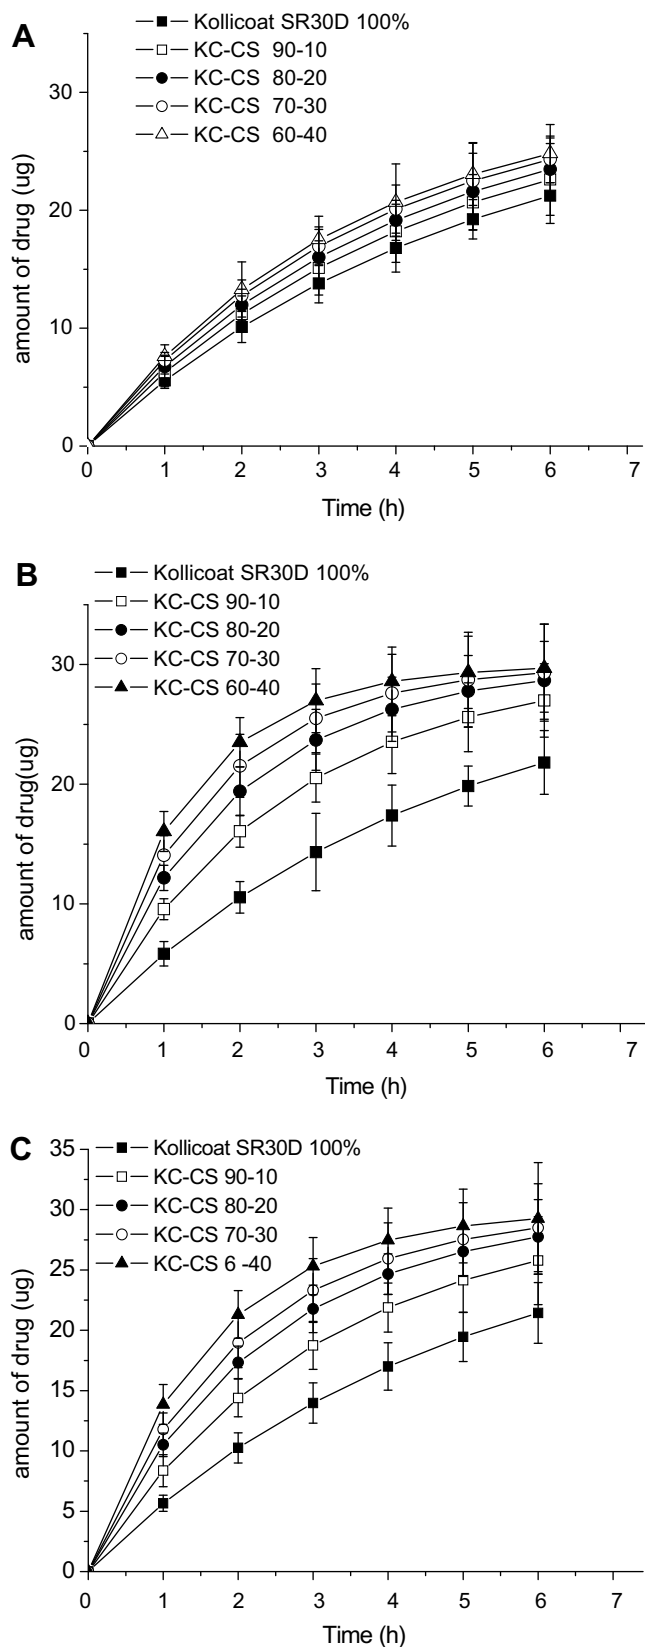 A
Kollicoat SR30D 100%
KC-CS 90-10
KC-CS 80-20
KC-CS 70-30
KC-CS 60-40
amount of drug (ug)
30
20
10
0
0 1 2 3 4 5 6 7
Time (h)
B
Kollicoat SR30D 100%
KC-CS 90-10
KC-CS 80-20
KC-CS 70-30
KC-CS 60-40
amount of drug(ug)
30
20
10
0
0 1 2 3 4 5 6 7
Time (h)
C
Kollicoat SR30D 100%
KC-CS 90-10
KC-CS 80-20
KC-CS 70-30
KC-CS 6 -40
amount of drug (ug)
35
30
25
20
15
10
5
0
0 1 2 3 4 5 6 7
Time (h)